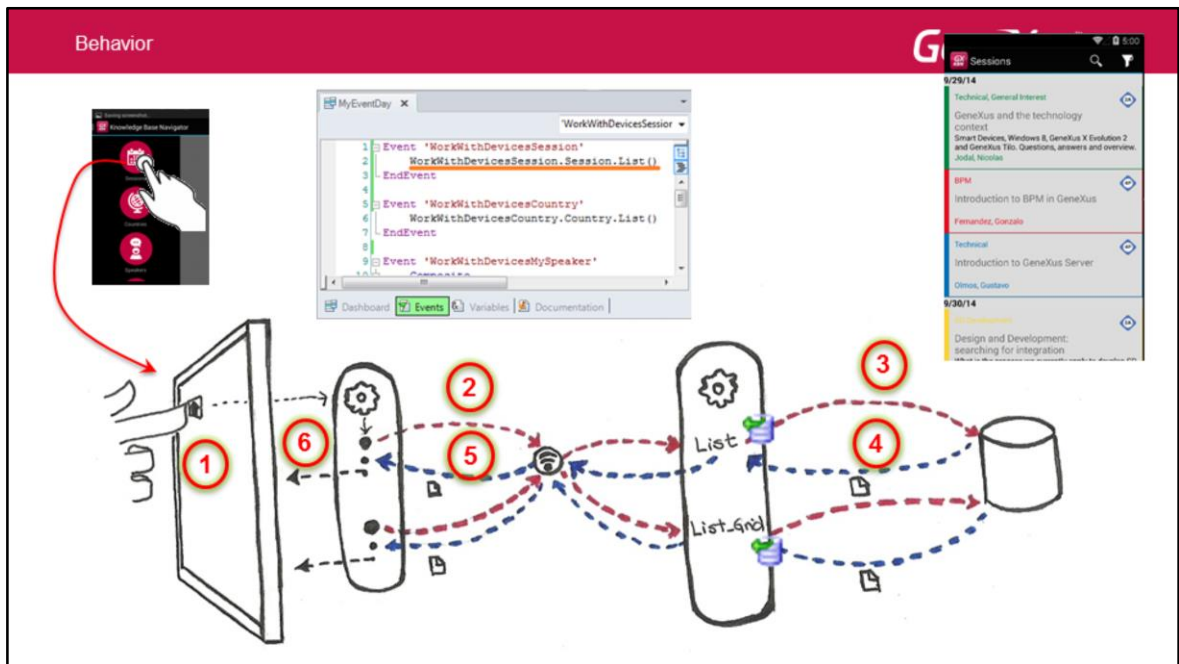 Behavior
Saving screenshot...
Knowledge Base Navigator
Countries
Speakers
MyEventDay
'WorkWithDevicesSession
1 Event 'WorkWithDevicesSession'
2 WorkWithDevicesSession.Session.List()
3 EndEvent
4
5 Event 'WorkWithDevicesCountry'
6 WorkWithDevicesCountry.Country.List()
7 EndEvent
8
9 Event 'WorkWithDevicesMySpeaker'
10 Composite
Dashboard Events Variables Documentation
5:00
Sessions
9/29/14
Technical, General Interest
GeneXus and the technology
context
Smart Devices, Windows 8, GeneXus X Evolution 2
and GeneXus Tilo. Questions, answers and overview.
Jodal, Nicolas
BPM
Introduction to BPM in GeneXus
Fernandez, Gonzalo
Technical
Introduction to GeneXus Server
Olmos, Gustavo
9/30/14
Design and Development:
searching for integration
1
2
3
4
5
6
List
List_Grid